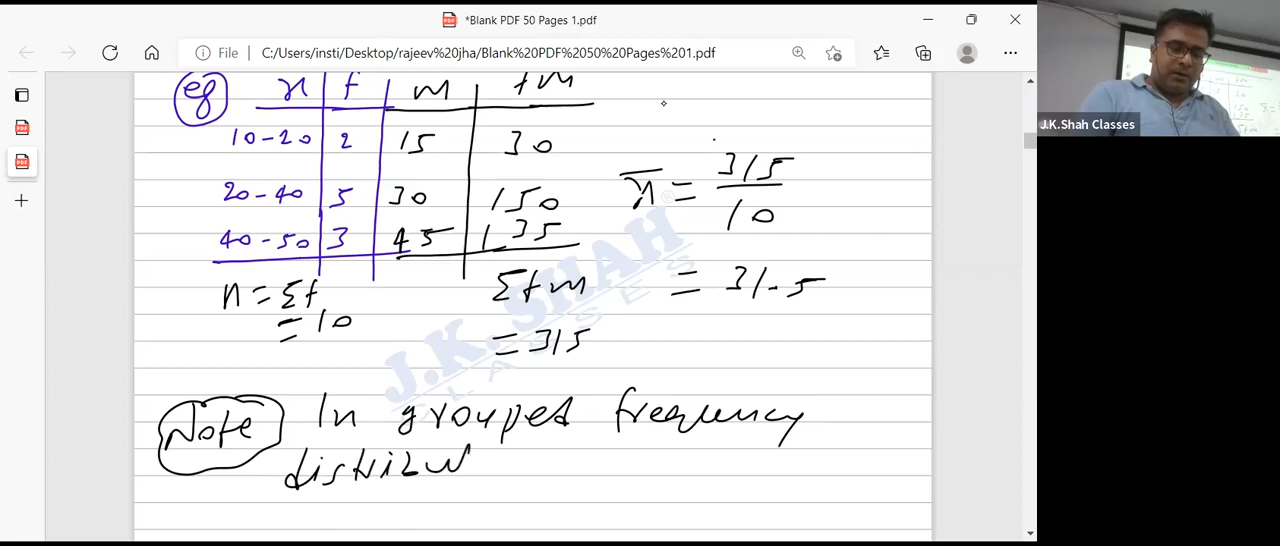 *Blank PDF 50 Pages 1.pdf
File C:/Users/insti/Desktop/rajeev%20jha/Blank%20PDF%2050%20Pages%201.pdf
J.K.Shah Classes
eg x f m fm
10-20 2 15 30
20-40 5 30 150
40-50 3 45 135
n = Σf
= 10
Σfm
= 315
x̄ = 315/10
= 31.5
J.K. SHAH®
CLASSES
Note In grouped frequency
distribu